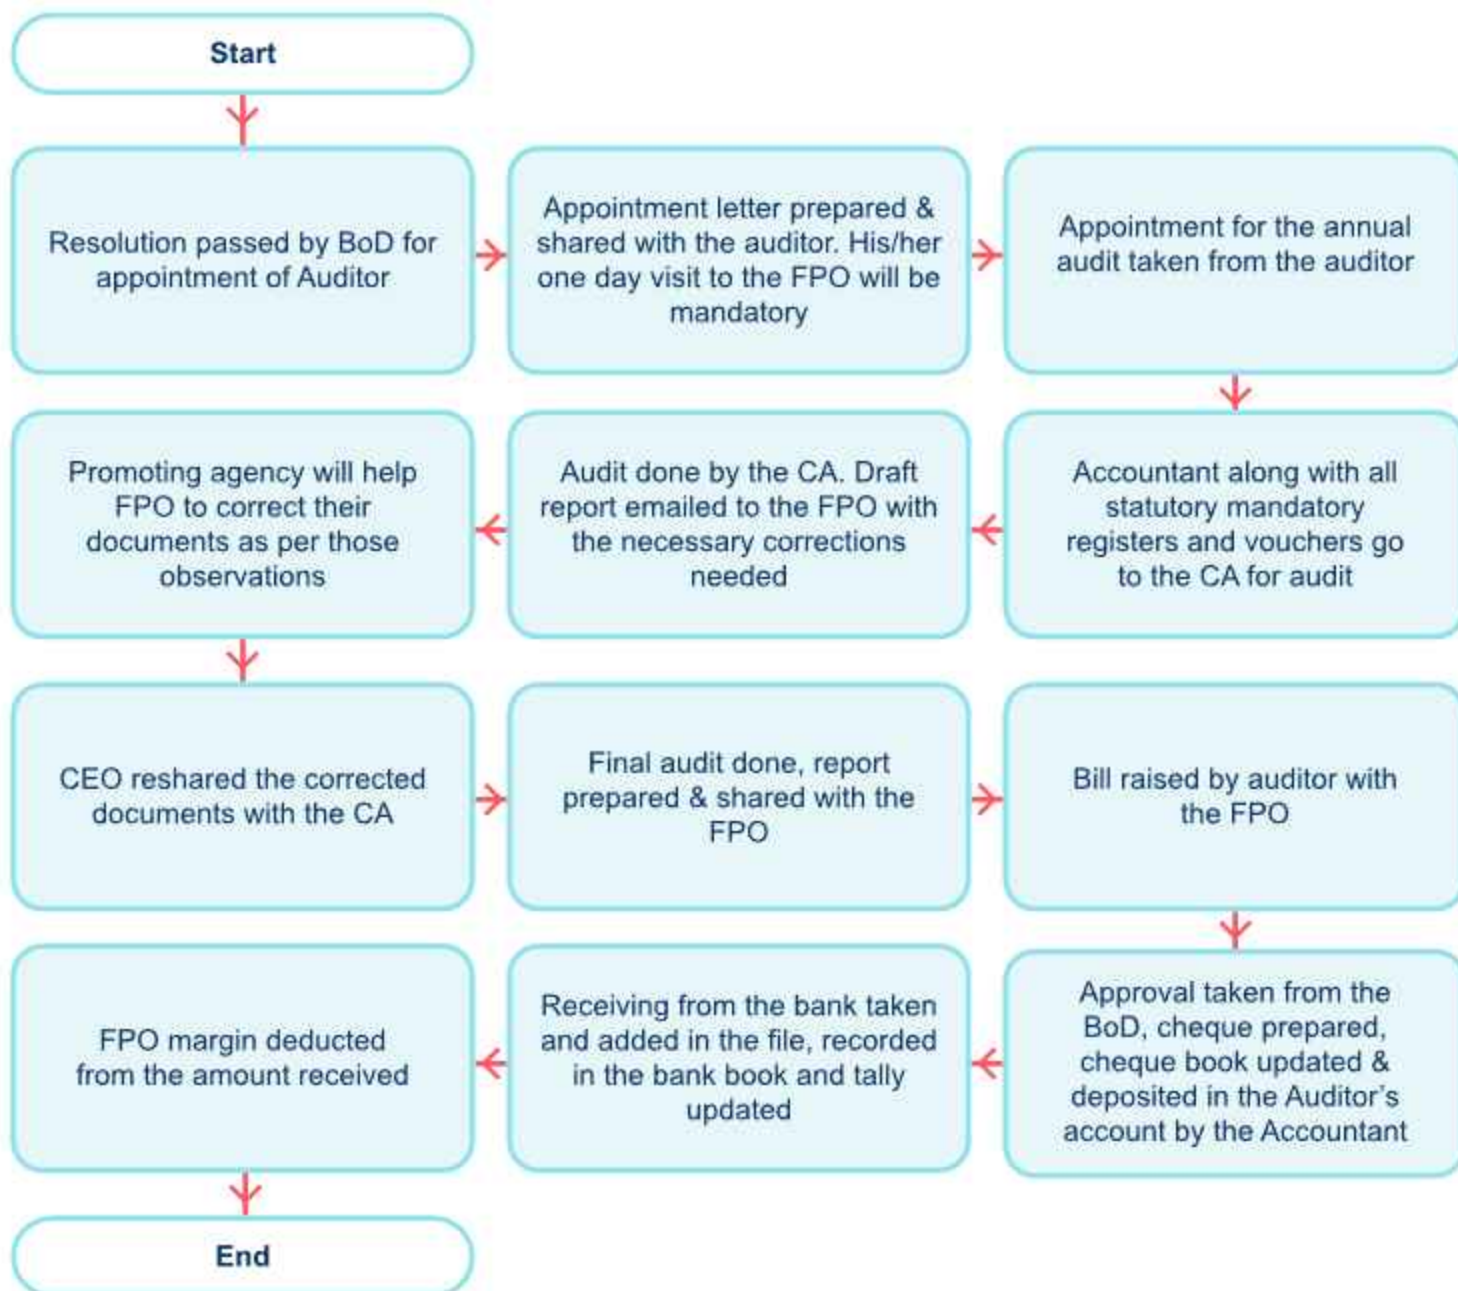 Start
Resolution passed by BoD for
appointment of Auditor
Appointment letter prepared &
shared with the auditor. His/her
one day visit to the FPO will be
mandatory
Appointment for the annual
audit taken from the auditor
Accountant along with all
statutory mandatory
registers and vouchers go
to the CA for audit
Audit done by the CA. Draft
report emailed to the FPO with
the necessary corrections
needed
Promoting agency will help
FPO to correct their
documents as per those
observations
CEO reshared the corrected
documents with the CA
Final audit done, report
prepared & shared with the
FPO
Bill raised by auditor with
the FPO
Approval taken from the
BoD, cheque prepared,
cheque book updated &
deposited in the Auditor’s
account by the Accountant
Receiving from the bank taken
and added in the file, recorded
in the bank book and tally
updated
FPO margin deducted
from the amount received
End